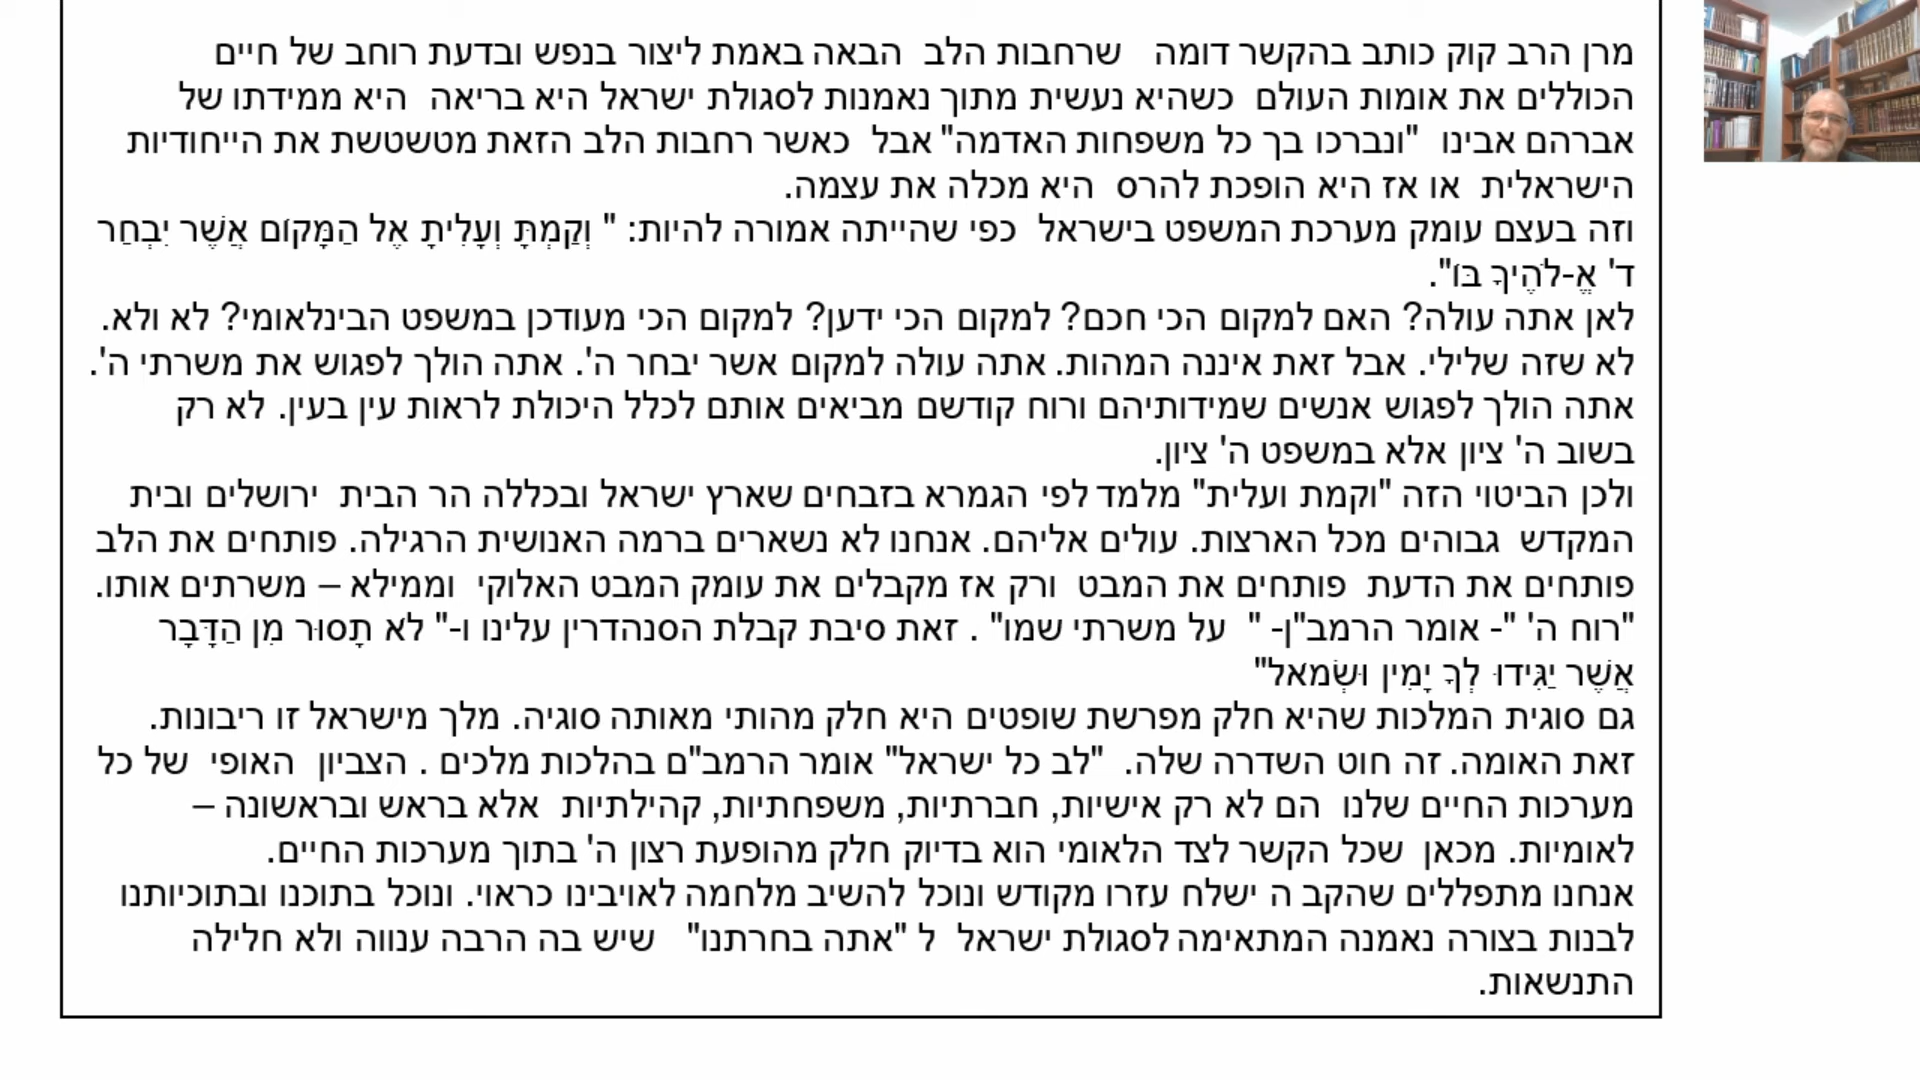 מרן הרב קוק כותב בהקשר דומה שרחבות הלב הבאה באמת ליצור בנפש ובדעת רוחב של חיים
הכוללים את אומות העולם כשהיא נעשית מתוך נאמנות לסגולת ישראל היא בריאה היא ממידתו של
אברהם אבינו "ונברכו בך כל משפחות האדמה" אבל כאשר רחבות הלב הזאת מטשטשת את הייחודיות
הישראלית או אז היא הופכת להרס היא מכלה את עצמה.
וזה בעצם עומק מערכת המשפט בישראל כפי שהייתה אמורה להיות: " וְקַמְתָּ וְעָלִיתָ אֶל הַמָּקוֹם אֲשֶׁר יִבְחַר
ד' אֱ-לֹהֶיךָ בּוֹ".
לאן אתה עולה? האם למקום הכי חכם? למקום הכי ידען? למקום הכי מעודכן במשפט הבינלאומי? לא ולא.
לא שזה שלילי. אבל זאת איננה המהות. אתה עולה למקום אשר יבחר ה'. אתה הולך לפגוש את משרתי ה'.
אתה הולך לפגוש אנשים שמידותיהם ורוח קודשם מביאים אותם לכלל היכולת לראות עין בעין. לא רק
בשוב ה' ציון אלא במשפט ה' ציון.
ולכן הביטוי הזה "וקמת ועלית" מלמד לפי הגמרא בזבחים שארץ ישראל ובכללה הר הבית ירושלים ובית
המקדש גבוהים מכל הארצות. עולים אליהם. אנחנו לא נשארים ברמה האנושית הרגילה. פותחים את הלב
פותחים את הדעת פותחים את המבט ורק אז מקבלים את עומק המבט האלוקי וממילא – משרתים אותו.
"רוח ה' "- אומר הרמב"ן- " על משרתי שמו" . זאת סיבת קבלת הסנהדרין עלינו ו-" לֹא תָסוּר מִן הַדָּבָר
אֲשֶׁר יַגִּידוּ לְךָ יָמִין וּשְׂמֹאל"
גם סוגית המלכות שהיא חלק מפרשת שופטים היא חלק מהותי מאותה סוגיה. מלך מישראל זו ריבונות.
זאת האומה. זה חוט השדרה שלה. "לב כל ישראל" אומר הרמב"ם בהלכות מלכים . הצביון האופי של כל
מערכות החיים שלנו הם לא רק אישיות, חברתיות, משפחתיות, קהילתיות אלא בראש ובראשונה –
לאומיות. מכאן שכל הקשר לצד הלאומי הוא בדיוק חלק מהופעת רצון ה' בתוך מערכות החיים.
אנחנו מתפללים שהקב ה ישלח עזרו מקודש ונוכל להשיב מלחמה לאויבינו כראוי. ונוכל בתוכנו ובתוכיותנו
לבנות בצורה נאמנה המתאימה לסגולת ישראל ל "אתה בחרתנו" שיש בה הרבה ענווה ולא חלילה
התנשאות.